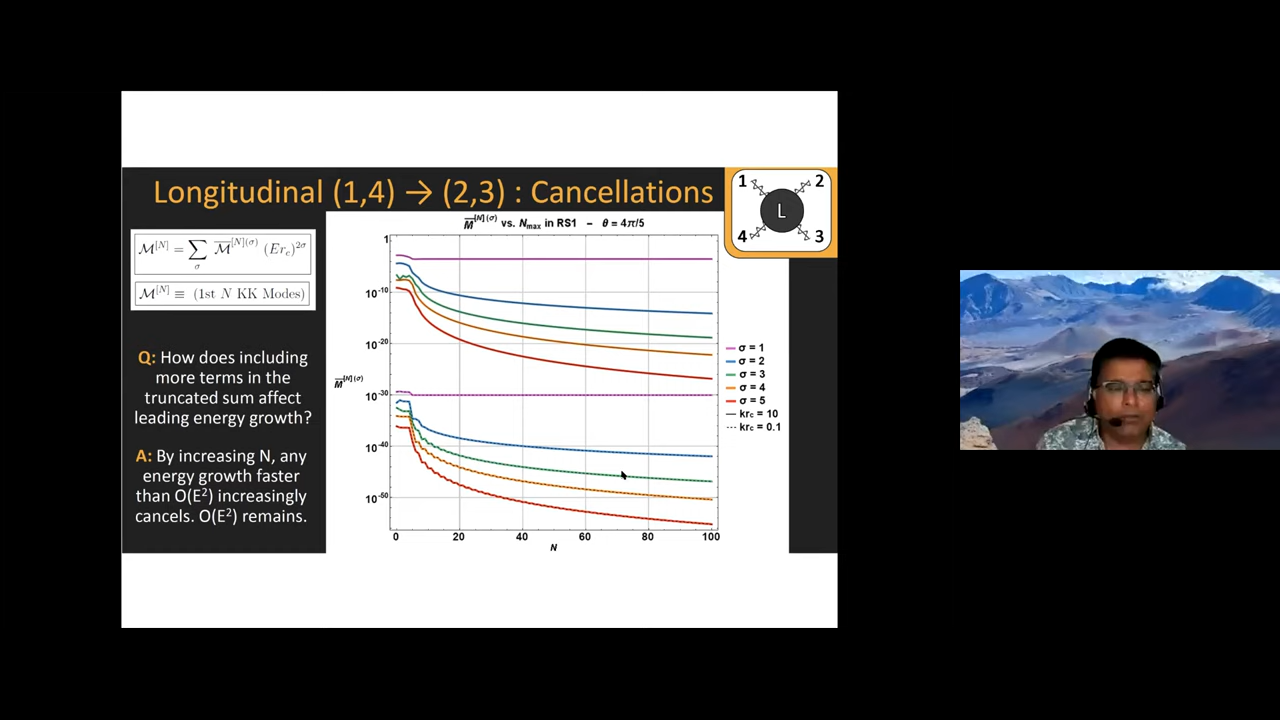 Longitudinal (1,4) → (2,3) : Cancellations
1
2
L
4
3
M^[N] = ∑_σ M̅^[N](σ) (Er_c)^2σ
M^[N] ≡ (1st N KK Modes)
Q: How does including
more terms in the
truncated sum affect
leading energy growth?
A: By increasing N, any
energy growth faster
than O(E²) increasingly
cancels. O(E²) remains.
M̅^[N](σ) vs. N_max in RS1 – θ = 4π/5
1
10^-10
10^-20
M̅^[N](σ)
10^-30
10^-40
10^-50
0 20 40 60 80 100
N
σ = 1
σ = 2
σ = 3
σ = 4
σ = 5
kr_c = 10
kr_c = 0.1